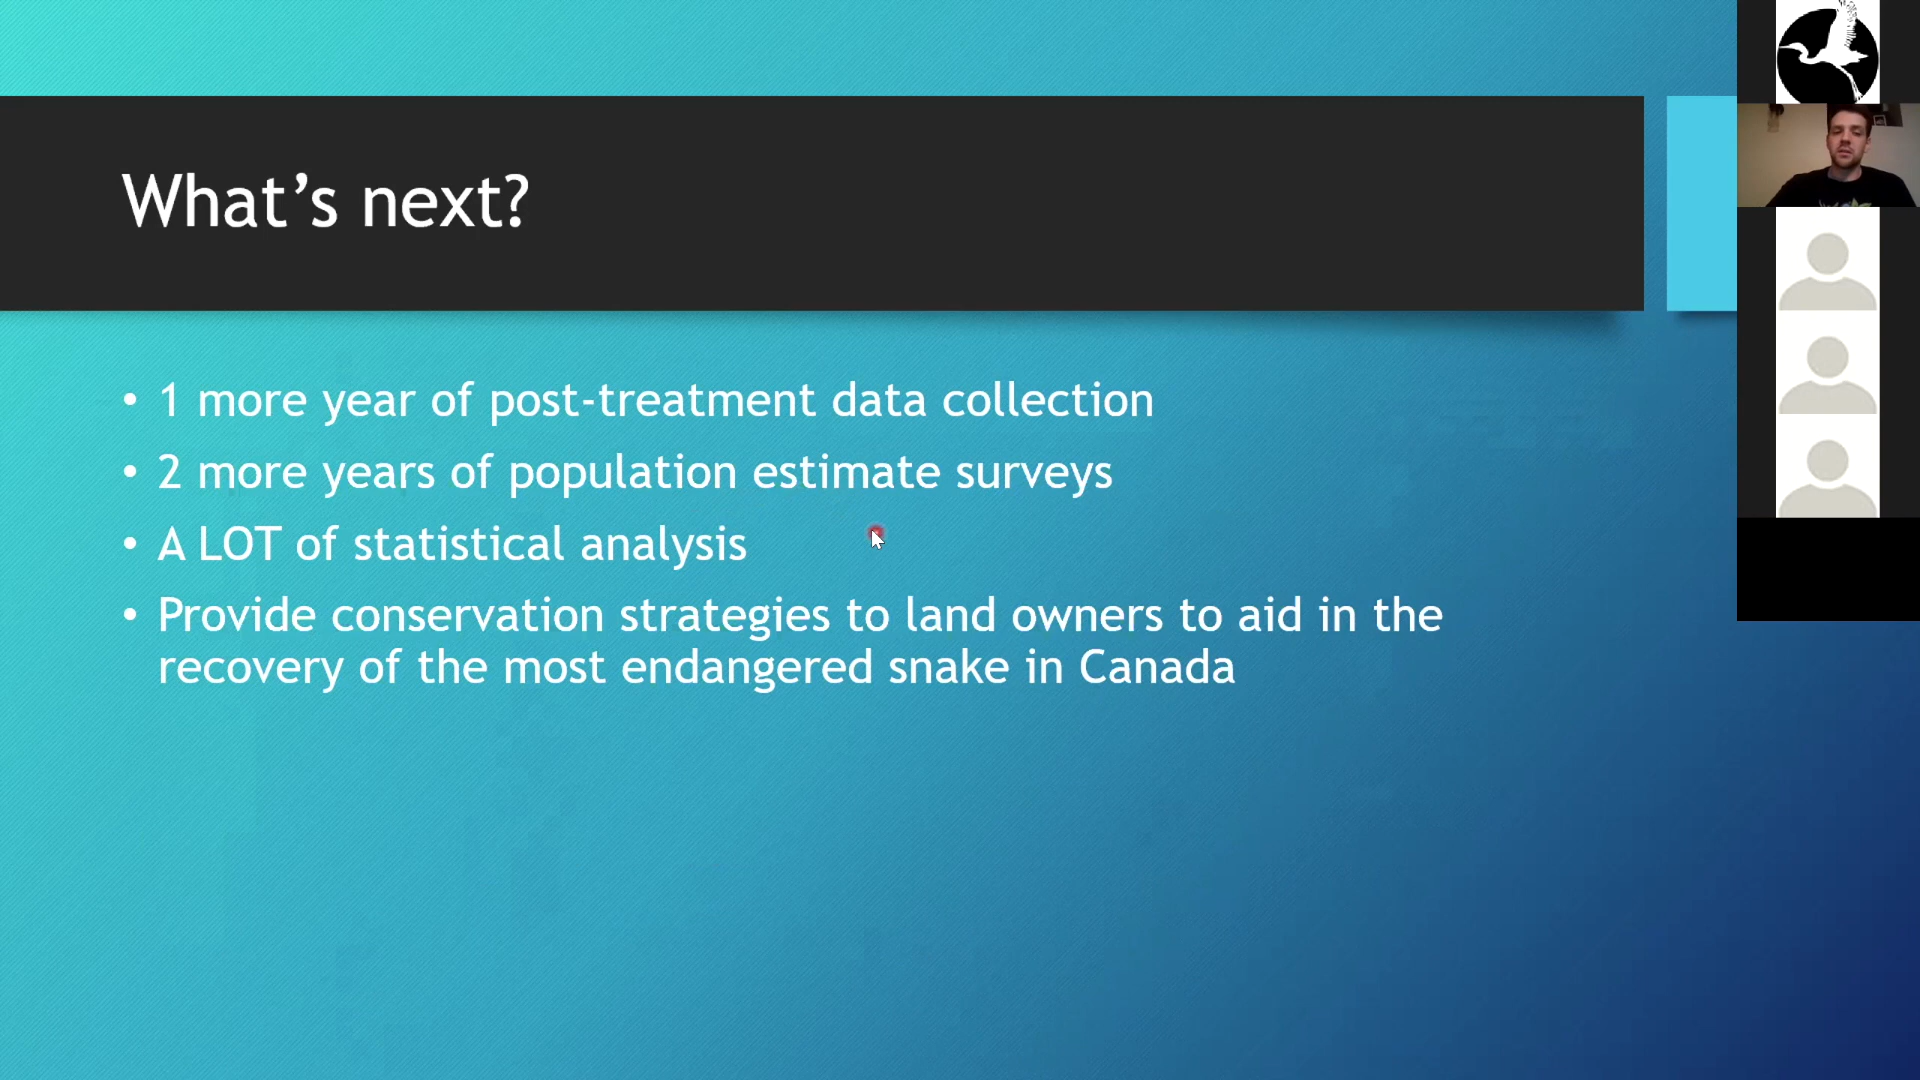 What’s next?
• 1 more year of post-treatment data collection
• 2 more years of population estimate surveys
• A LOT of statistical analysis
• Provide conservation strategies to land owners to aid in the
recovery of the most endangered snake in Canada